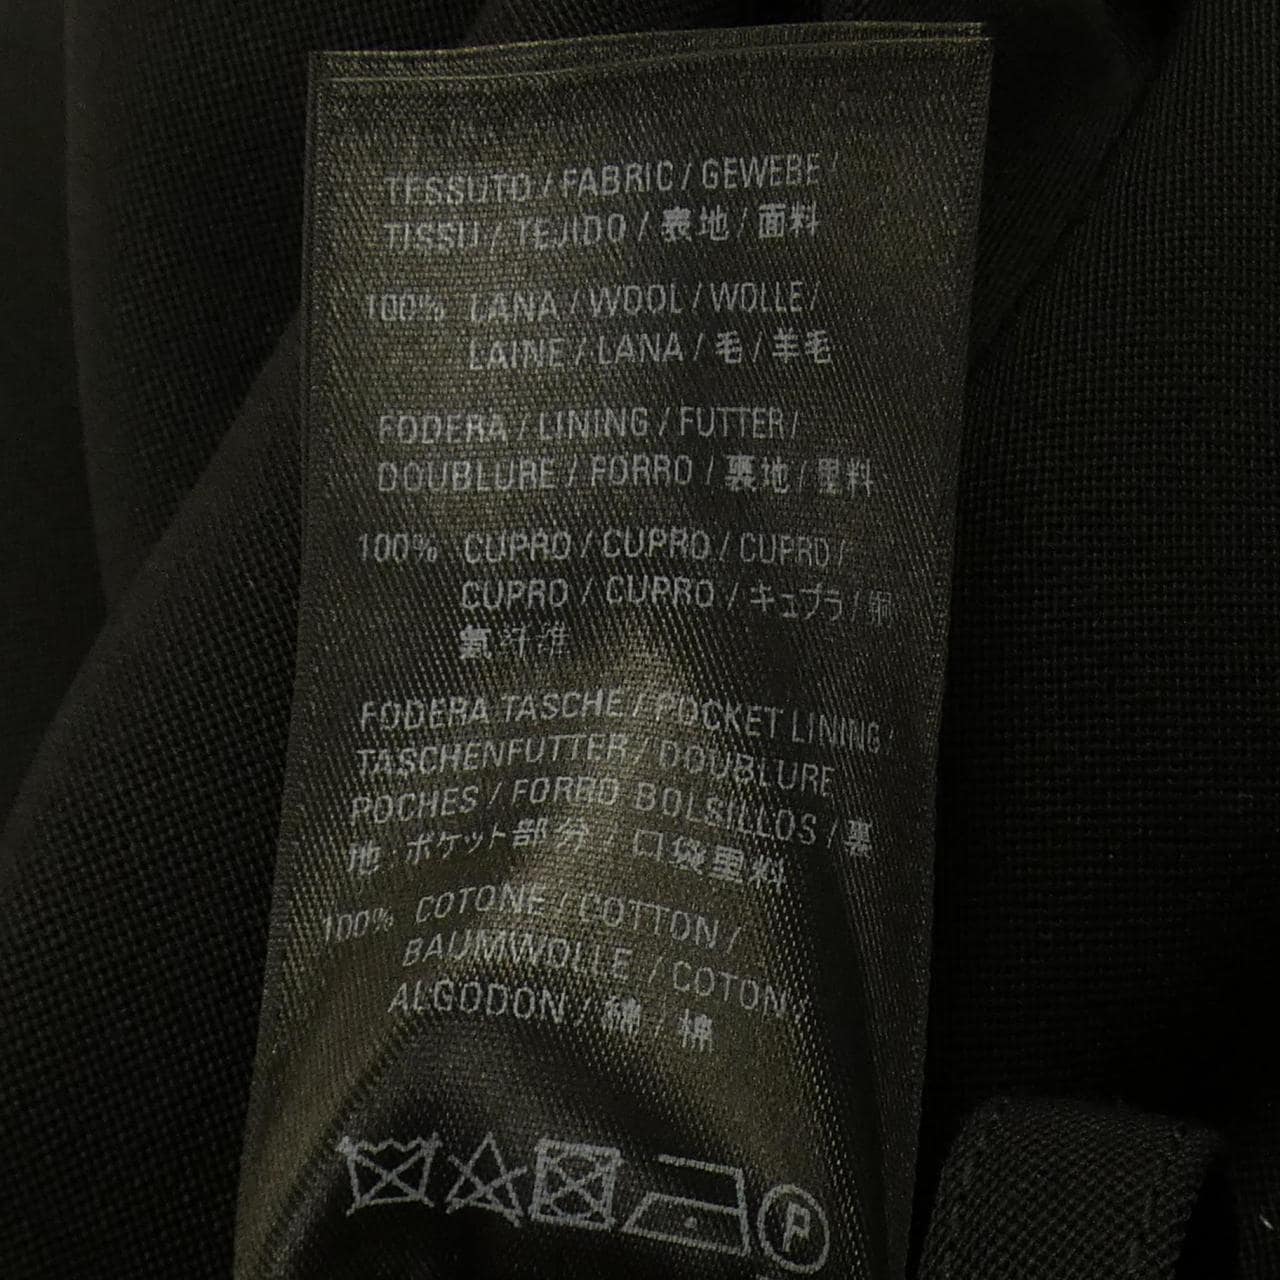 TESSUTO / FABRIC / GEWEBE /
TISSU / TEJIDO / 表地 / 面料
100% LANA / WOOL / WOLLE /
LAINE / LANA / 毛 / 羊毛
FODERA / LINING / FUTTER /
DOUBLURE / FORRO / 裏地 / 里料
100% CUPRO / CUPRO / CUPRO /
CUPRO / CUPRO / キュプラ / 铜
氨纤维
FODERA TASCHE / POCKET LINING /
TASCHENFUTTER / DOUBLURE
POCHES / FORRO BOLSILLOS / 裏
地・ポケット部分 / 口袋里料
100% COTONE / COTTON /
BAUMWOLLE / COTON /
ALGODON / 綿 / 棉
P